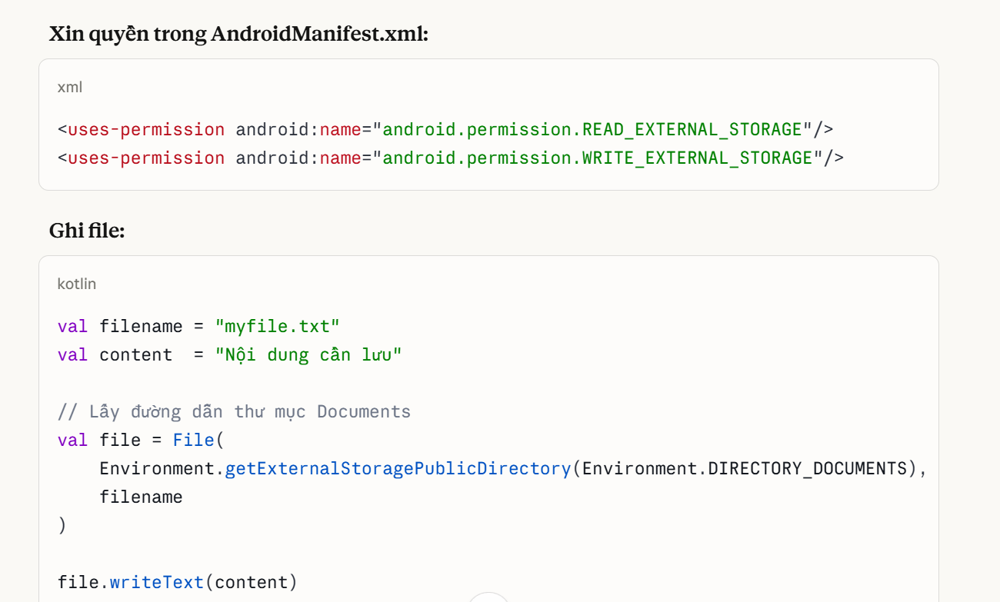 Xin quyền trong AndroidManifest.xml:
xml
<uses-permission android:name="android.permission.READ_EXTERNAL_STORAGE"/>
<uses-permission android:name="android.permission.WRITE_EXTERNAL_STORAGE"/>
Ghi file:
kotlin
val filename = "myfile.txt"
val content  = "Nội dung cần lưu"
// Lấy đường dẫn thư mục Documents
val file = File(
    Environment.getExternalStoragePublicDirectory(Environment.DIRECTORY_DOCUMENTS),
    filename
)
file.writeText(content)